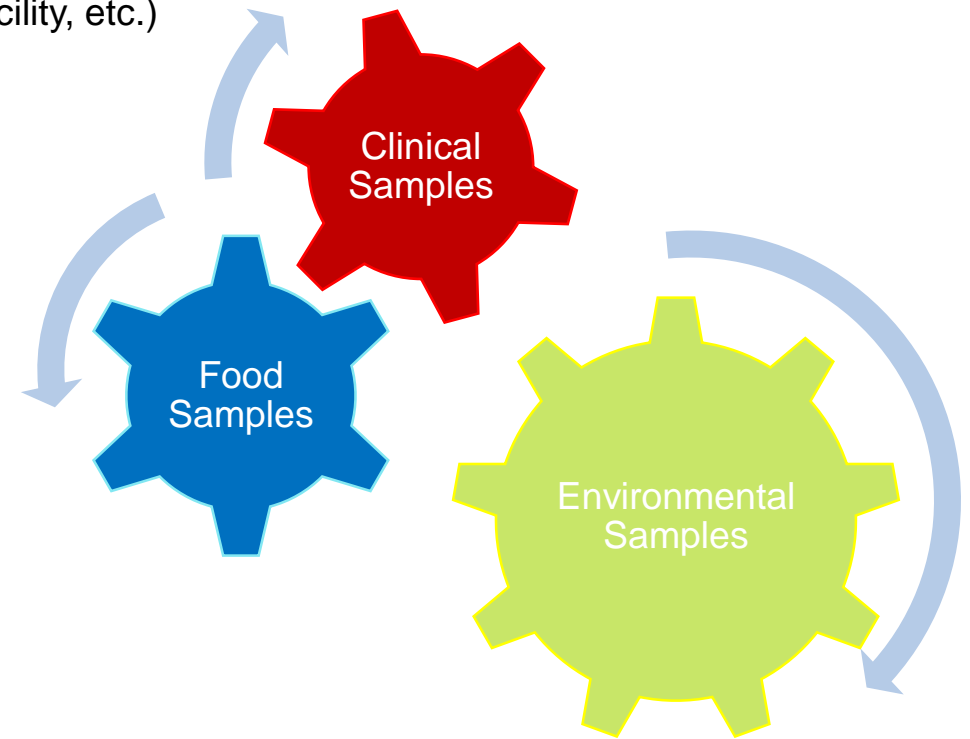 cility, etc.)
Clinical
Samples
Food
Samples
Environmental
Samples